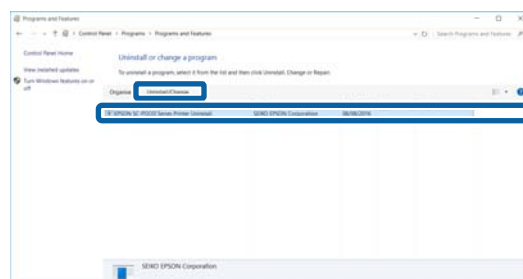 Programs and Features
Control Panel > Programs > Programs and Features
Search Programs and Features
Control Panel Home
View installed updates
Turn Windows features on or off
Uninstall or change a program
To uninstall a program, select it from the list and then click Uninstall, Change or Repair.
Organise Uninstall/Change
EPSON SC-P0000 Series Printer Uninstall SEIKO EPSON Corporation 08/08/2016
SEIKO EPSON Corporation